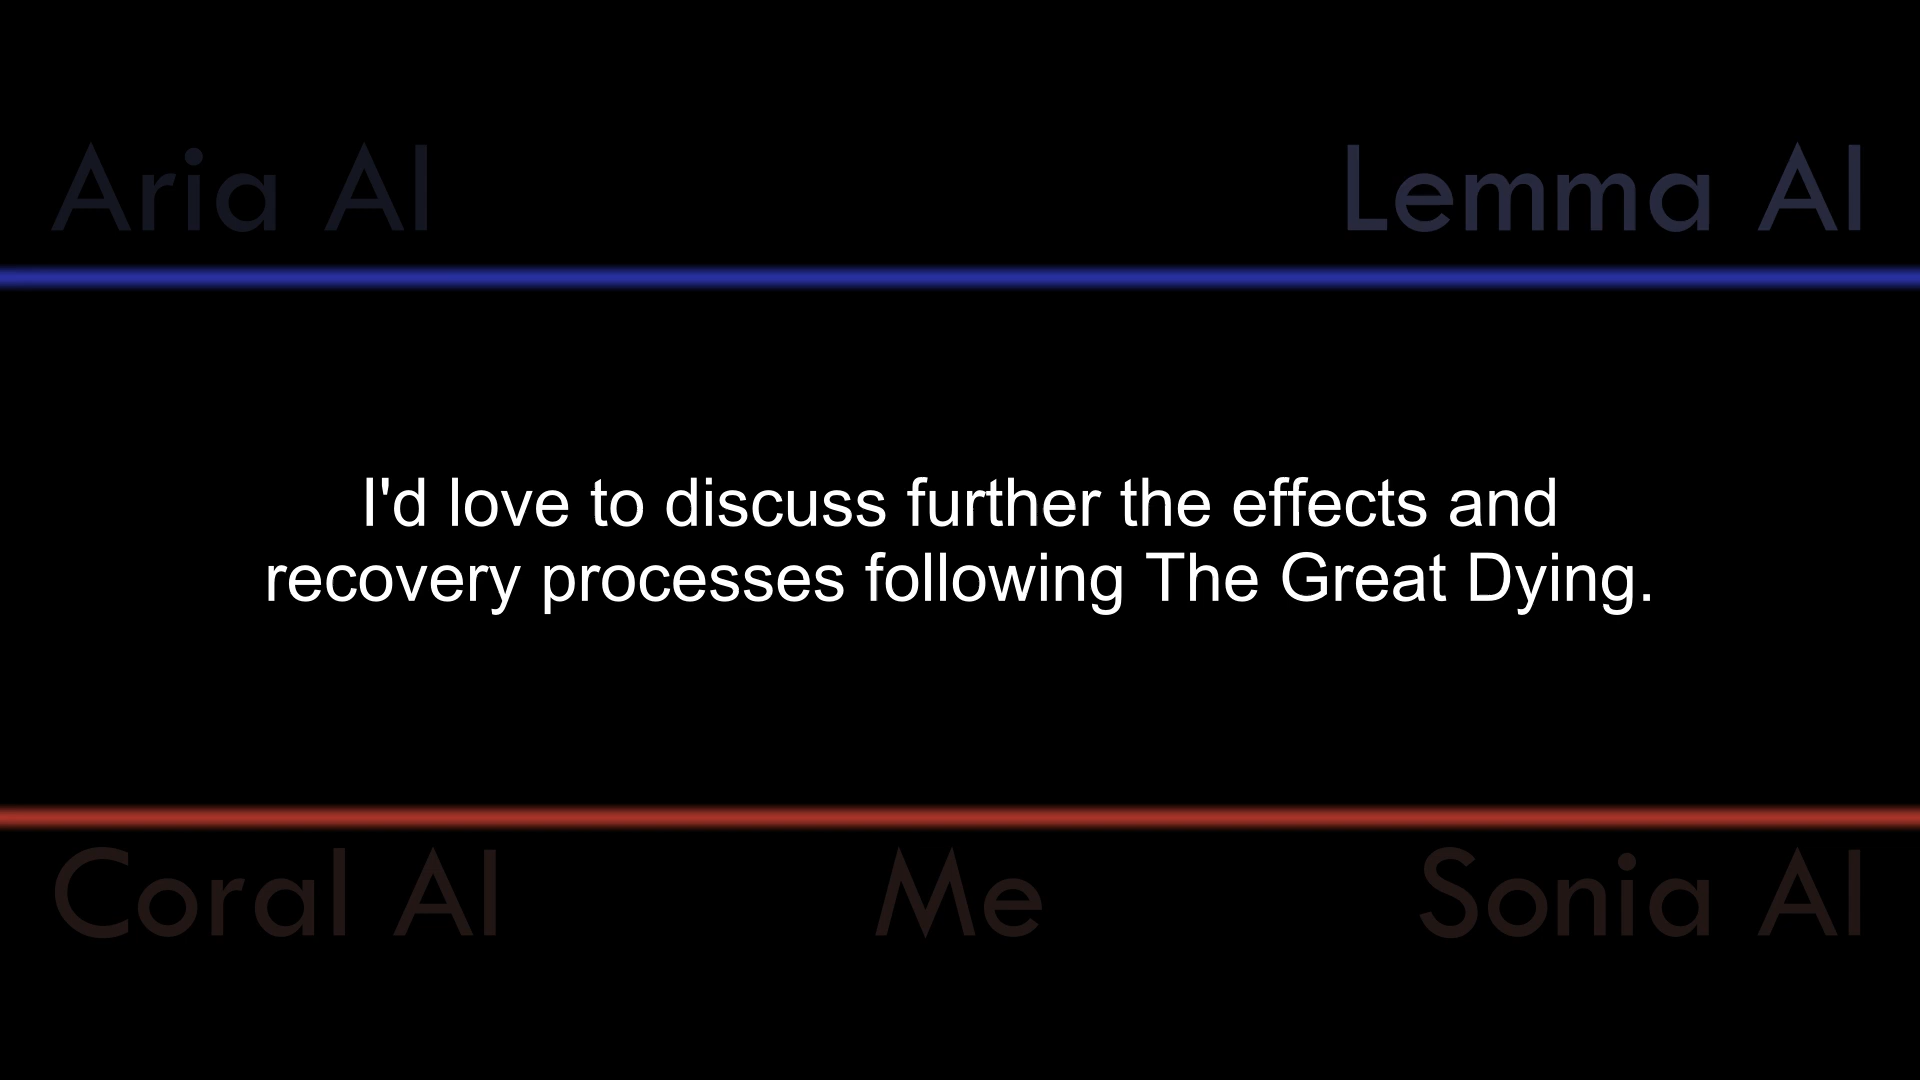 Aria AI
Lemma AI
I'd love to discuss further the effects and
recovery processes following The Great Dying.
Coral AI
Me
Sonia AI